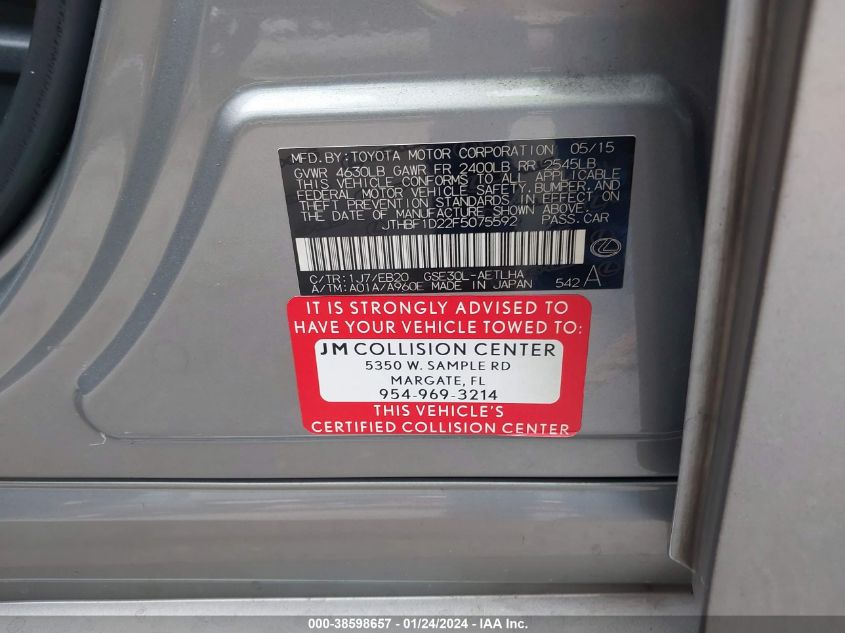 MFD. BY: TOYOTA MOTOR CORPORATION 05/15
GVWR 4630LB GAWR FR 2400LB RR 2545LB
THIS VEHICLE CONFORMS TO ALL APPLICABLE
FEDERAL MOTOR VEHICLE SAFETY, BUMPER, AND
THEFT PREVENTION STANDARDS IN EFFECT ON
THE DATE OF MANUFACTURE SHOWN ABOVE.
JTHBF1D22F5075592 PASS. CAR
C/TR: 1J7/EB20 GSE30L-AETLHA
A/TM: A01A/A960E MADE IN JAPAN 542 A
IT IS STRONGLY ADVISED TO
HAVE YOUR VEHICLE TOWED TO:
JM COLLISION CENTER
5350 W. SAMPLE RD
MARGATE, FL
954-969-3214
THIS VEHICLE'S
CERTIFIED COLLISION CENTER
000-38598657 - 01/24/2024 - IAA Inc.